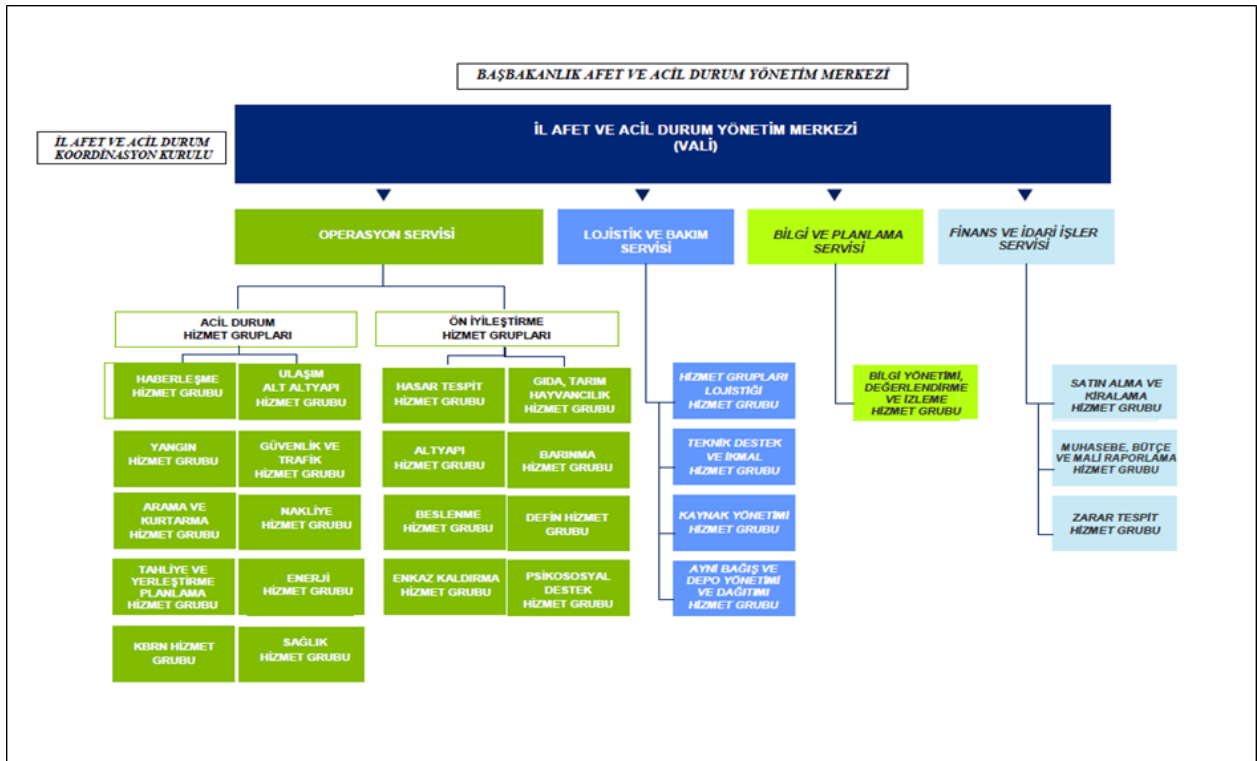 BAŞBAKANLIK AFET VE ACİL DURUM YÖNETİM MERKEZİ
İL AFET VE ACİL DURUM
KOORDİNASYON KURULU
İL AFET VE ACİL DURUM YÖNETİM MERKEZİ
(VALİ)
OPERASYON SERVİSİ
LOJİSTİK VE BAKIM
SERVİSİ
BİLGİ VE PLANLAMA
SERVİSİ
FİNANS VE İDARİ İŞLER
SERVİSİ
ACİL DURUM
HİZMET GRUPLARI
ÖN İYİLEŞTİRME
HİZMET GRUPLARI
HABERLEŞME
HİZMET GRUBU
ULAŞIM
ALT ALTYAPI
HİZMET GRUBU
YANGIN
HİZMET GRUBU
GÜVENLİK VE
TRAFİK
HİZMET GRUBU
ARAMA VE
KURTARMA
HİZMET GRUBU
NAKLİYE
HİZMET GRUBU
TAHLİYE VE
YERLEŞTİRME
PLANLAMA
HİZMET GRUBU
ENERJİ
HİZMET GRUBU
KBRN HİZMET
GRUBU
SAĞLIK
HİZMET GRUBU
HASAR TESPİT
HİZMET GRUBU
GIDA, TARIM
HAYVANCILIK
HİZMET GRUBU
ALTYAPI
HİZMET GRUBU
BARINMA
HİZMET GRUBU
BESLENME
HİZMET GRUBU
DEFİN HİZMET
GRUBU
ENKAZ KALDIRMA
HİZMET GRUBU
PSİKOSOSYAL
DESTEK
HİZMET GRUBU
HİZMET GRUPLARI
LOJİSTİĞİ
HİZMET GRUBU
TEKNİK DESTEK
VE İKMAL
HİZMET GRUBU
KAYNAK YÖNETİMİ
HİZMET GRUBU
AYNİ BAĞIŞ VE
DEPO YÖNETİMİ
VE DAĞITIMI
HİZMET GRUBU
BİLGİ YÖNETİMİ,
DEĞERLENDİRME
VE İZLEME
HİZMET GRUBU
SATIN ALMA VE
KİRALAMA
HİZMET GRUBU
MUHASEBE, BÜTÇE
VE MALİ RAPORLAMA
HİZMET GRUBU
ZARAR TESPİT
HİZMET GRUBU